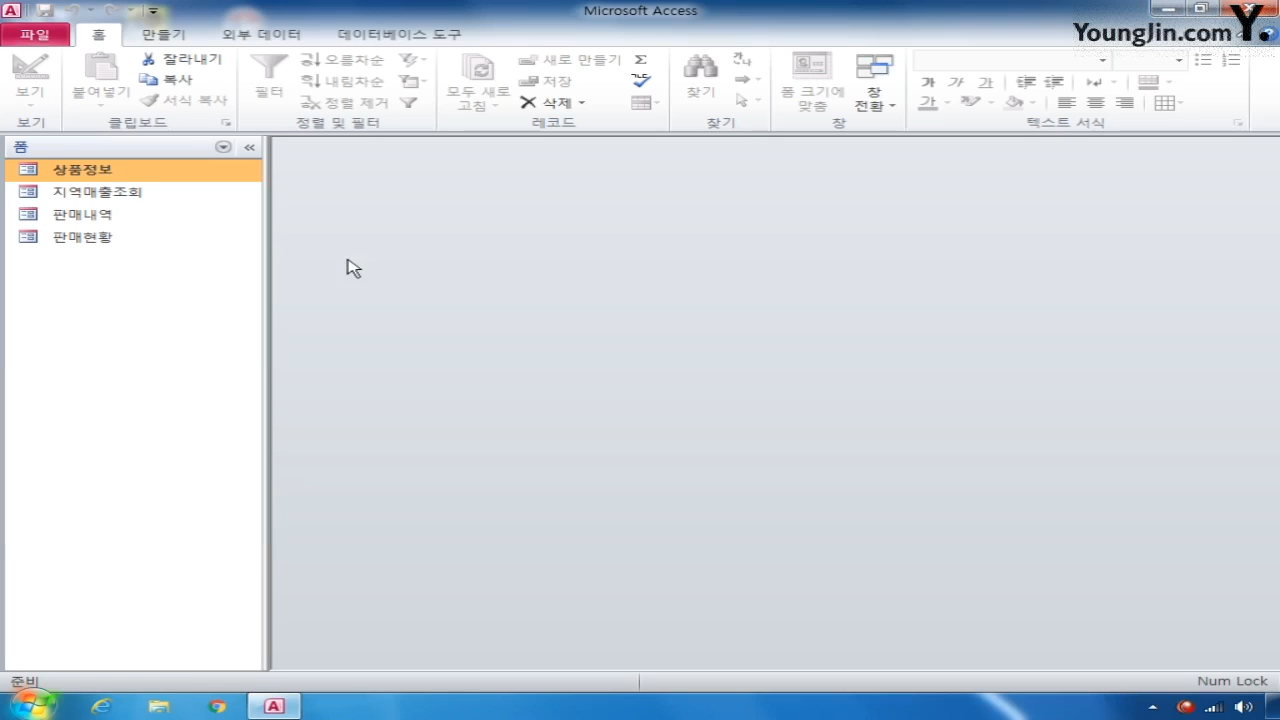 Microsoft Access
YoungJin.com Y.
파일 홈 만들기 외부 데이터 데이터베이스 도구
보기
붙여넣기
잘라내기
복사
서식 복사
필터
오름차순
내림차순
정렬 제거
모두 새로 고침
새로 만들기
저장
삭제
찾기
폼 크기에 맞춤
창 전환
가 가 가
가
보기 클립보드 정렬 및 필터 레코드 찾기 창 텍스트 서식
폼
상품정보
지역매출조회
판매내역
판매현황
준비 Num Lock